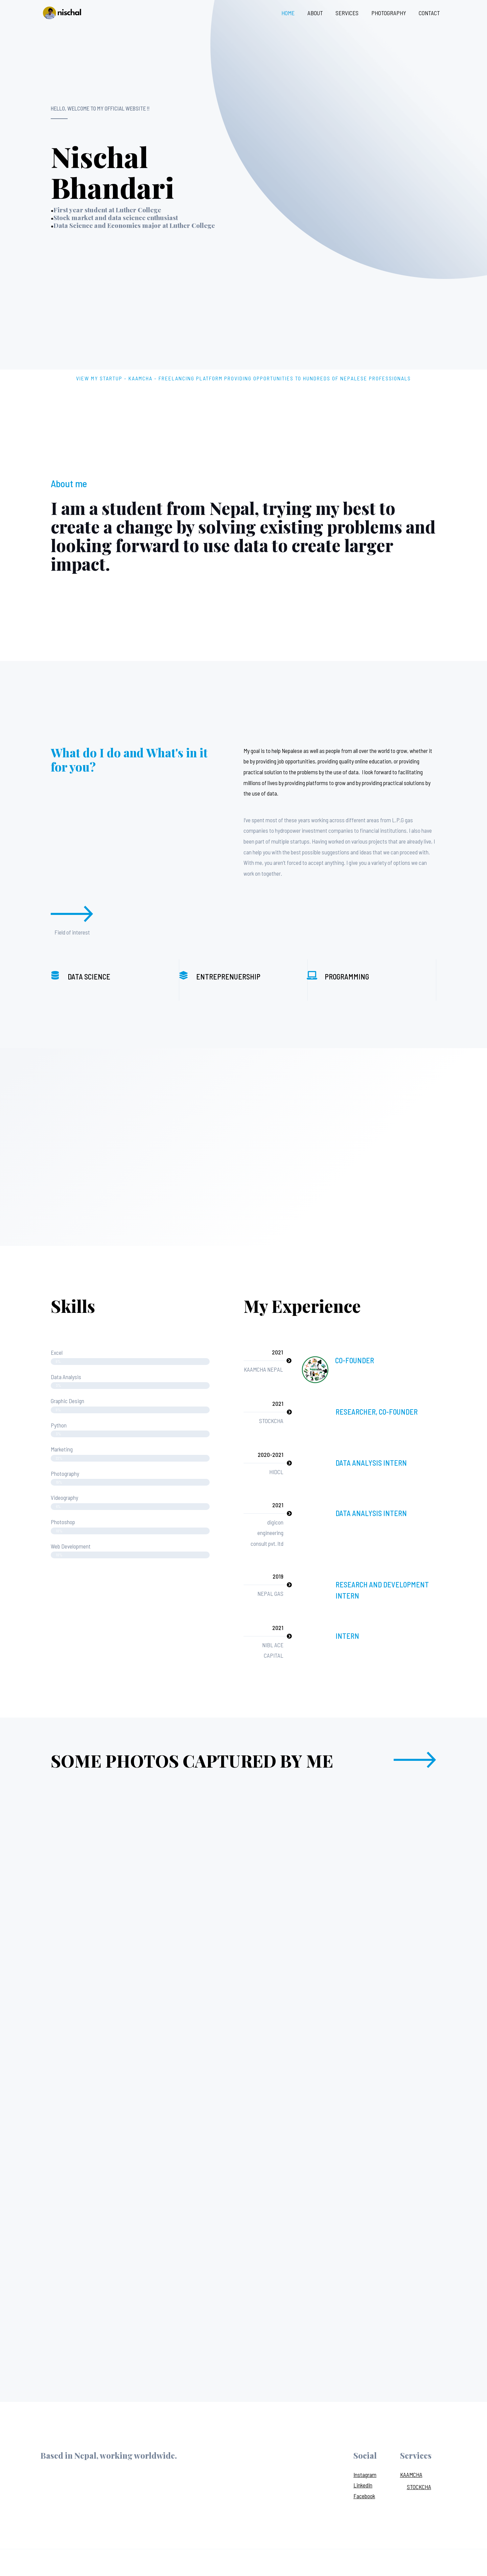 nischal
HOME ABOUT SERVICES PHOTOGRAPHY CONTACT
HELLO, WELCOME TO MY OFFICIAL WEBSITE !!
Nischal
Bhandari
•First year student at Luther College
•Stock market and data science enthusiast
•Data Science and Economics major at Luther College
VIEW MY STARTUP - KAAMCHA - FREELANCING PLATFORM PROVIDING OPPORTUNITIES TO HUNDREDS OF NEPALESE PROFESSIONALS
About me
I am a student from Nepal, trying my best to
create a change by solving existing problems and
looking forward to use data to create larger
impact.
What do I do and What's in it
for you?
My goal is to help Nepalese as well as people from all over the world to grow, whether it
be by providing job opportunities, providing quality online education, or providing
practical solution to the problems by the use of data. I look forward to facilitating
millions of lives by providing platforms to grow and by providing practical solutions by
the use of data.
I've spent most of these years working across different areas from L.P.G gas
companies to hydropower investment companies to financial institutions. I also have
been part of multiple startups. Having worked on various projects that are already live, I
can help you with the best possible suggestions and ideas that we can proceed with.
With me, you aren't forced to accept anything, I give you a variety of options we can
work on together.
Field of interest
DATA SCIENCE
ENTREPRENUERSHIP
PROGRAMMING
Skills
Excel
Data Analysis
Graphic Design
Python
Marketing
Photography
Videography
Photoshop
Web Development
My Experience
2021
KAAMCHA NEPAL
CO-FOUNDER
2021
STOCKCHA
RESEARCHER, CO-FOUNDER
2020-2021
HIDCL
DATA ANALYSIS INTERN
2021
digicon
engineering
consult pvt. ltd
DATA ANALYSIS INTERN
2019
NEPAL GAS
RESEARCH AND DEVELOPMENT
INTERN
2021
NIBL ACE
CAPITAL
INTERN
SOME PHOTOS CAPTURED BY ME
Based in Nepal, working worldwide.
Social
Instagram
LinkedIn
Facebook
Services
KAAMCHA
STOCKCHA